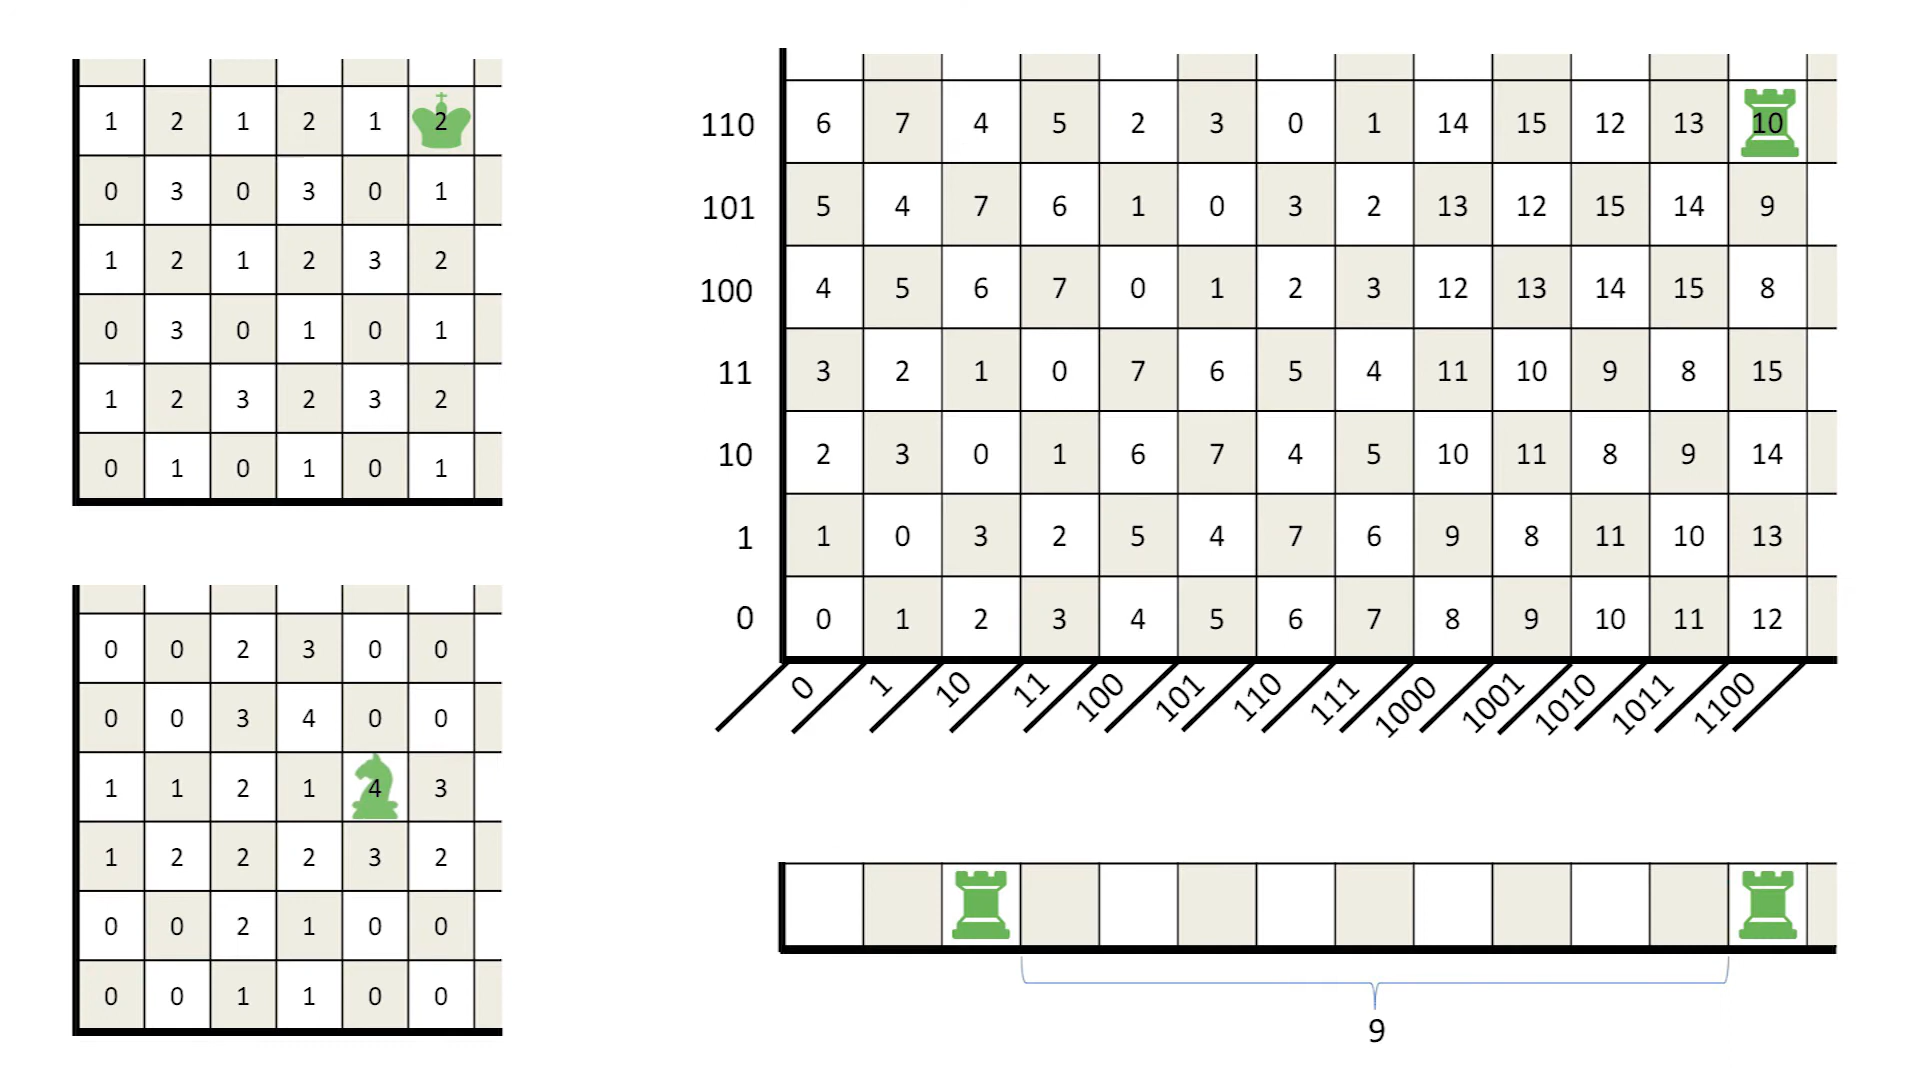 1 2 1 2 1 2
0 3 0 3 0 1
1 2 1 2 3 2
0 3 0 1 0 1
1 2 3 2 3 2
0 1 0 1 0 1
0 0 2 3 0 0
0 0 3 4 0 0
1 1 2 1 4 3
1 2 2 2 3 2
0 0 2 1 0 0
0 0 1 1 0 0
110 6 7 4 5 2 3 0 1 14 15 12 13 10
101 5 4 7 6 1 0 3 2 13 12 15 14 9
100 4 5 6 7 0 1 2 3 12 13 14 15 8
11 3 2 1 0 7 6 5 4 11 10 9 8 15
10 2 3 0 1 6 7 4 5 10 11 8 9 14
1 1 0 3 2 5 4 7 6 9 8 11 10 13
0 0 1 2 3 4 5 6 7 8 9 10 11 12
0 1 10 11 100 101 110 111 1000 1001 1010 1011 1100
9